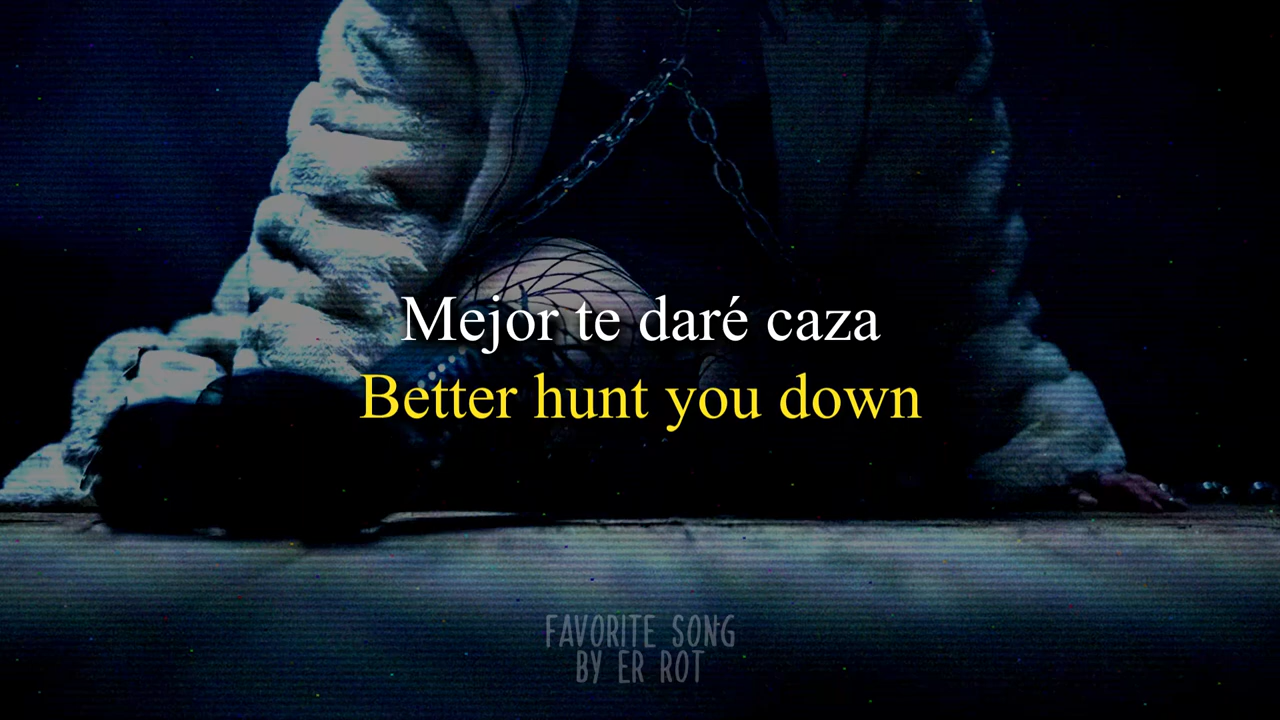 Mejor te daré caza
Better hunt you down
FAVORITE SONG
BY ER ROT